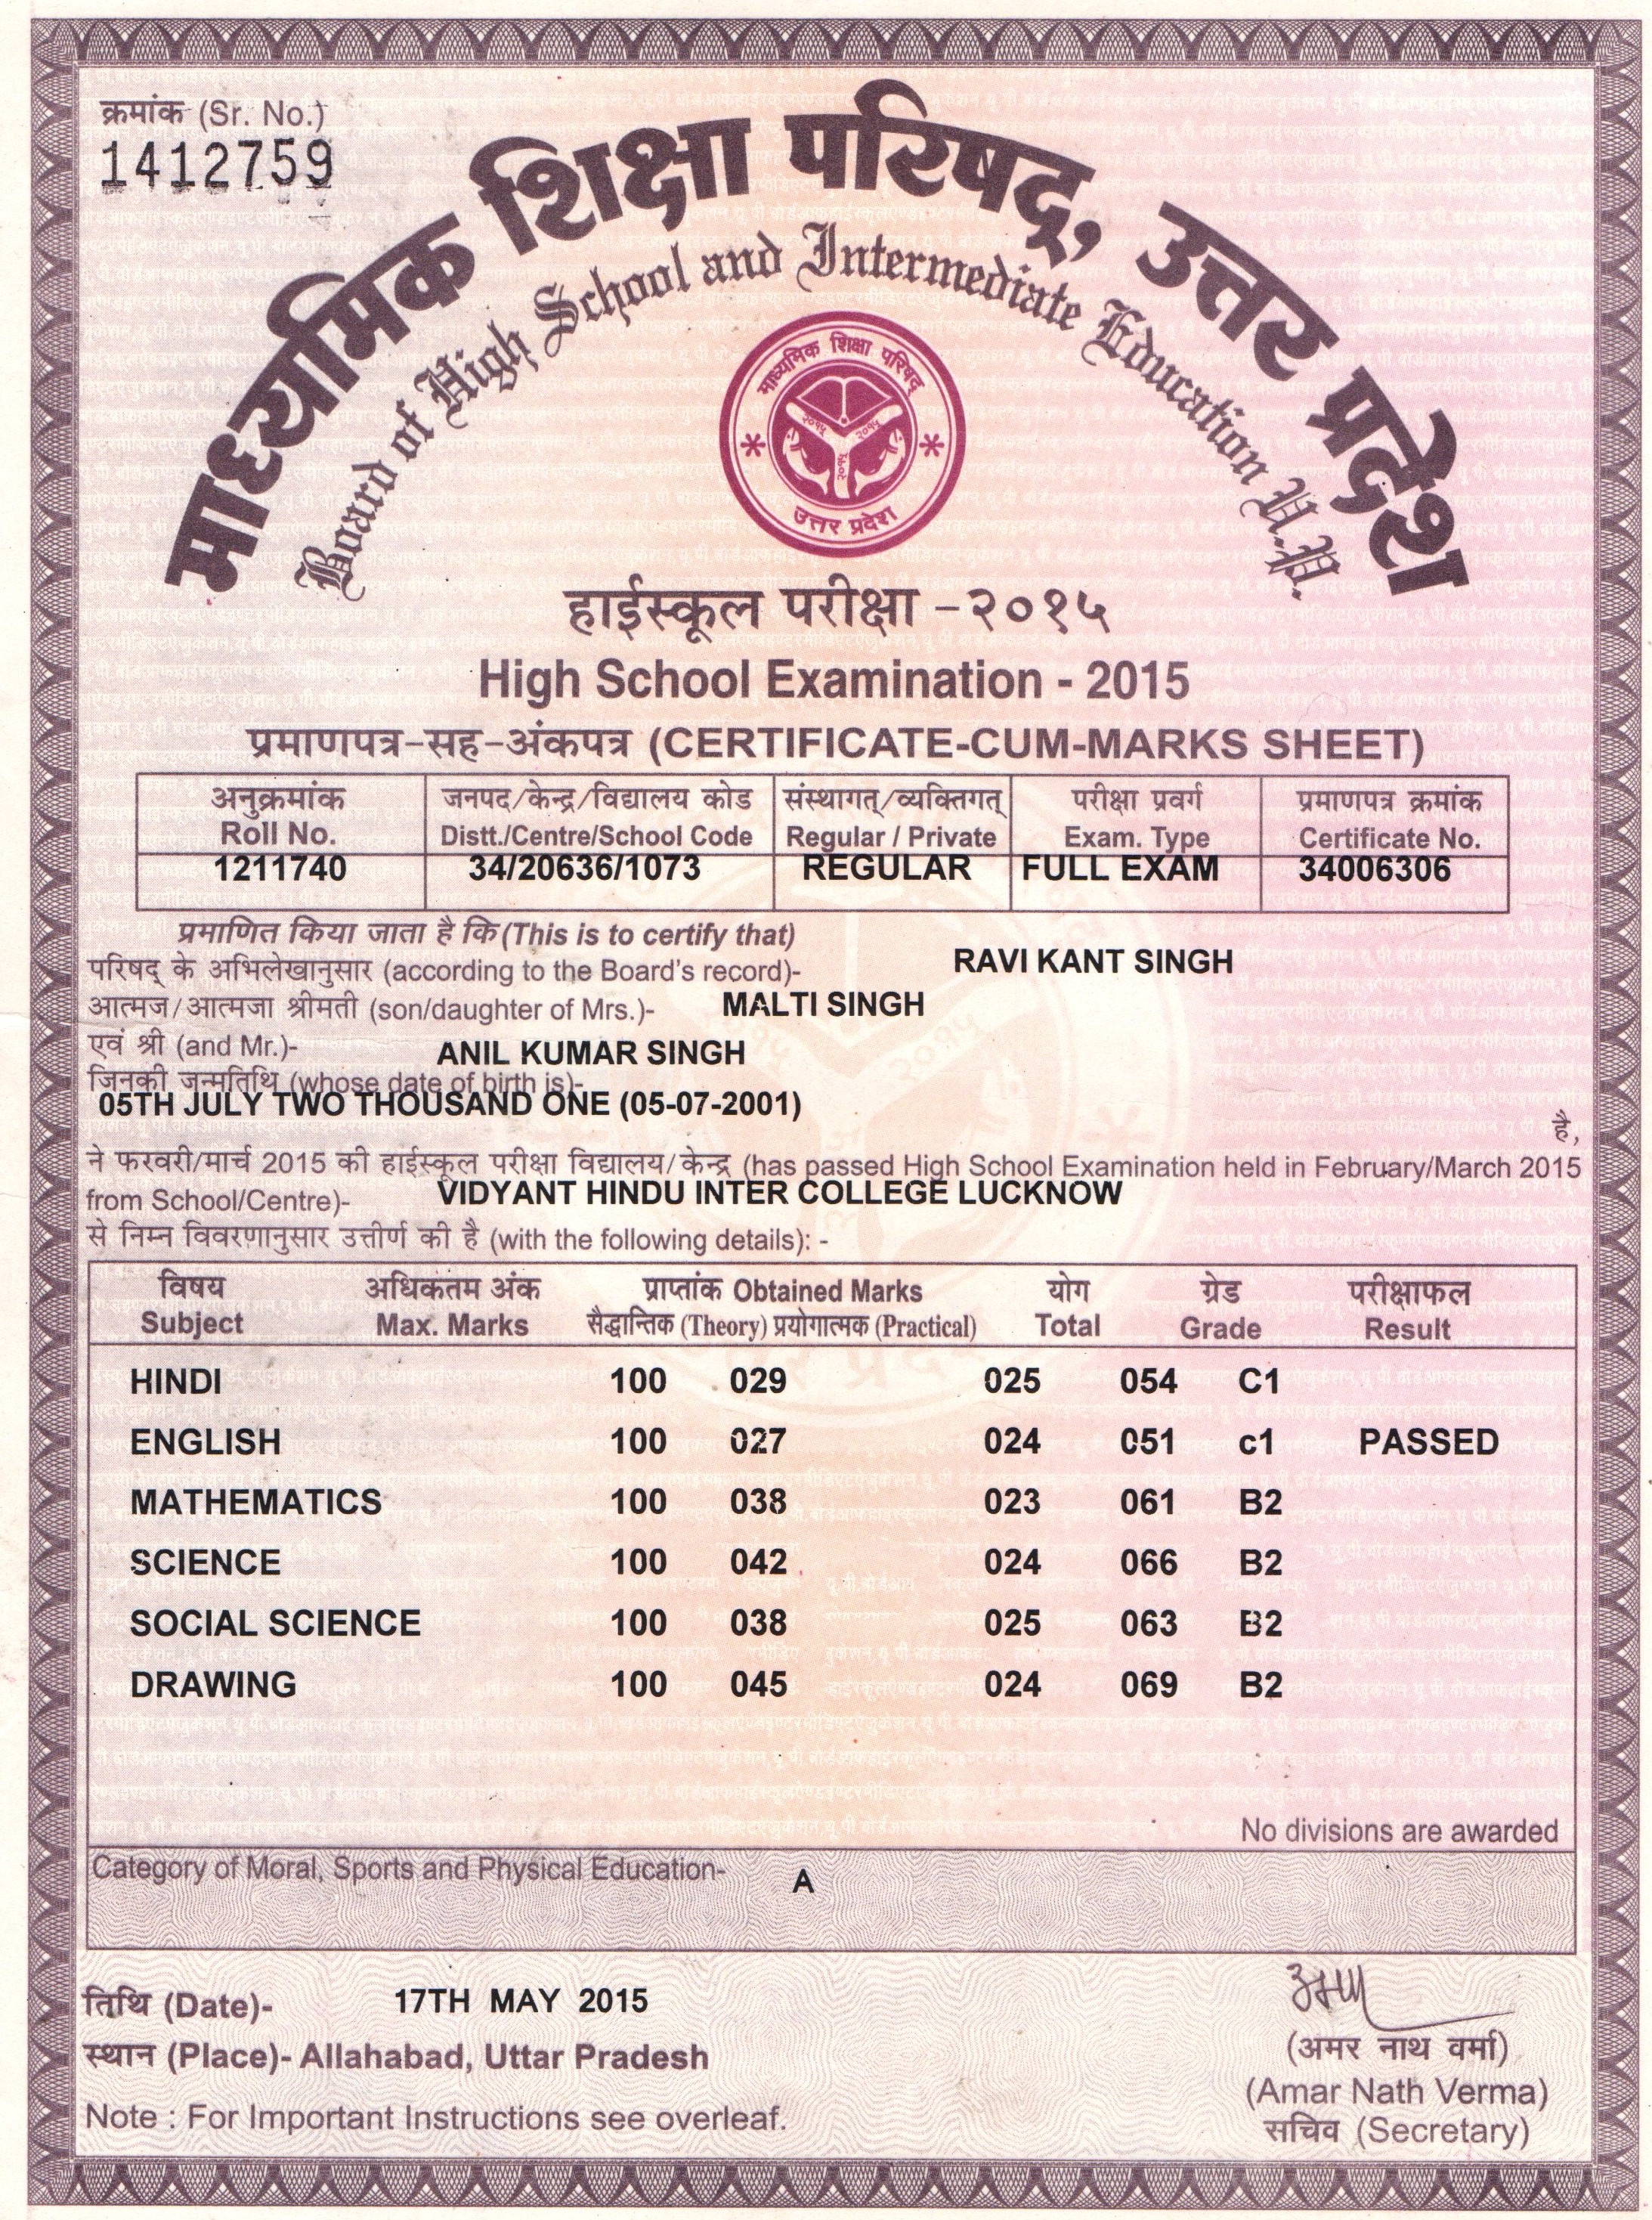 क्रमांक (Sr. No.)
1412759
माध्यमिक शिक्षा परिषद्, उत्तर प्रदेश
Board of High School and Intermediate Education U.P.
माध्यमिक शिक्षा परिषद्
२०१५ २०१५
२०१५
उत्तर प्रदेश
हाईस्कूल परीक्षा -२०१५
High School Examination - 2015
प्रमाणपत्र-सह-अंकपत्र (CERTIFICATE-CUM-MARKS SHEET)
अनुक्रमांक जनपद/केन्द्र/विद्यालय कोड संस्थागत्/व्यक्तिगत् परीक्षा प्रवर्ग प्रमाणपत्र क्रमांक
Roll No. Distt./Centre/School Code Regular / Private Exam. Type Certificate No.
1211740 34/20636/1073 REGULAR FULL EXAM 34006306
प्रमाणित किया जाता है कि (This is to certify that)
परिषद् के अभिलेखानुसार (according to the Board's record)- RAVI KANT SINGH
आत्मज/आत्मजा श्रीमती (son/daughter of Mrs.)- MALTI SINGH
एवं श्री (and Mr.)- ANIL KUMAR SINGH
जिनकी जन्मतिथि (whose date of birth is)-
05TH JULY TWO THOUSAND ONE (05-07-2001)
है,
ने फरवरी/मार्च 2015 की हाईस्कूल परीक्षा विद्यालय/केन्द्र (has passed High School Examination held in February/March 2015
from School/Centre)- VIDYANT HINDU INTER COLLEGE LUCKNOW
से निम्न विवरणानुसार उत्तीर्ण की है (with the following details): -
विषय अधिकतम अंक प्राप्तांक Obtained Marks योग ग्रेड परीक्षाफल
Subject Max. Marks सैद्धान्तिक (Theory) प्रयोगात्मक (Practical) Total Grade Result
HINDI 100 029 025 054 C1
ENGLISH 100 027 024 051 c1 PASSED
MATHEMATICS 100 038 023 061 B2
SCIENCE 100 042 024 066 B2
SOCIAL SCIENCE 100 038 025 063 B2
DRAWING 100 045 024 069 B2
No divisions are awarded
Category of Moral, Sports and Physical Education- A
तिथि (Date)- 17TH MAY 2015
स्थान (Place)- Allahabad, Uttar Pradesh
(अमर नाथ वर्मा)
(Amar Nath Verma)
Note : For Important Instructions see overleaf.
सचिव (Secretary)